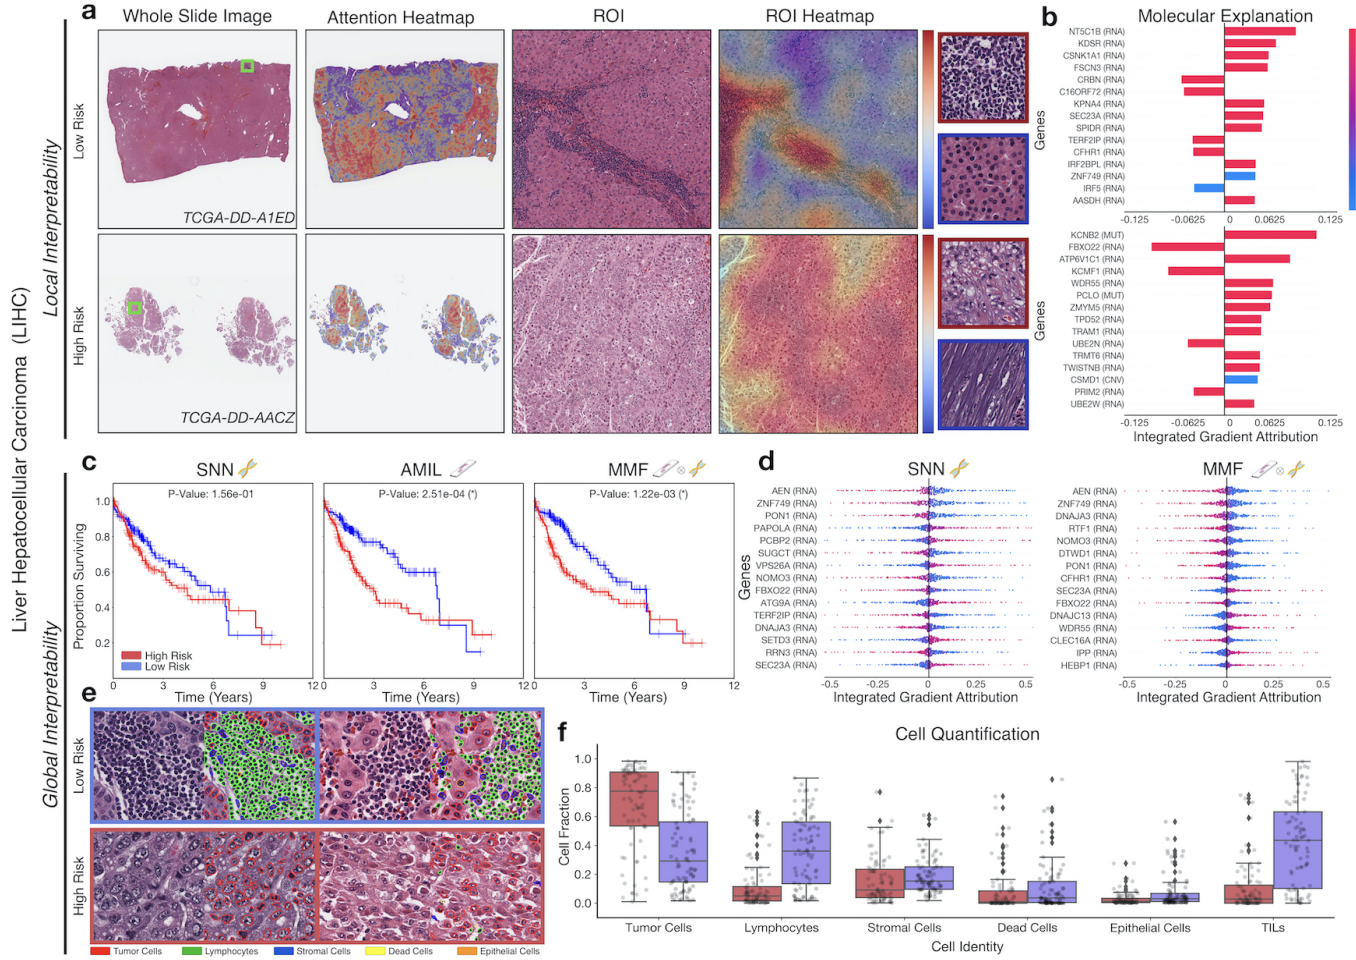 Liver Hepatocellular Carcinoma (LIHC)
Local Interpretability
Global Interpretability
a
Whole Slide Image
Attention Heatmap
ROI
ROI Heatmap
Low Risk
TCGA-DD-A1ED
High Risk
TCGA-DD-AACZ
b
Molecular Explanation
Genes
NT5C1B (RNA)
KDSR (RNA)
CSNK1A1 (RNA)
FSCN3 (RNA)
CRBN (RNA)
C16ORF72 (RNA)
KPNA4 (RNA)
SEC23A (RNA)
SPIDR (RNA)
TERF2IP (RNA)
CFHR1 (RNA)
IRF2BPL (RNA)
ZNF749 (RNA)
IRF5 (RNA)
AASDH (RNA)
-0.125 -0.0625 0 0.0625 0.125
Genes
KCNB2 (MUT)
FBXO22 (RNA)
ATP6V1C1 (RNA)
KCMF1 (RNA)
WDR55 (RNA)
PCLO (MUT)
ZMYM5 (RNA)
TPD52 (RNA)
TRAM1 (RNA)
UBE2N (RNA)
TRMT6 (RNA)
TWISTNB (RNA)
CSMD1 (CNV)
PRIM2 (RNA)
UBE2W (RNA)
-0.125 -0.0625 0 0.0625 0.125
Integrated Gradient Attribution
c
SNN
AMIL
MMF
P-Value: 1.56e-01
P-Value: 2.51e-04 (*)
P-Value: 1.22e-03 (*)
Proportion Surviving
1.0
0.8
0.6
0.4
0.2
High Risk
Low Risk
0 3 6 9 12
3 6 9 12
3 6 9 12
Time (Years)
Time (Years)
Time (Years)
d
SNN
Genes
AEN (RNA)
ZNF749 (RNA)
PON1 (RNA)
PAPOLA (RNA)
PCBP2 (RNA)
SUGCT (RNA)
VPS26A (RNA)
NOMO3 (RNA)
FBXO22 (RNA)
ATG9A (RNA)
TERF2IP (RNA)
DNAJA3 (RNA)
SETD3 (RNA)
RRN3 (RNA)
SEC23A (RNA)
-0.5 -0.25 0 0.25 0.5
Integrated Gradient Attribution
MMF
AEN (RNA)
ZNF749 (RNA)
DNAJA3 (RNA)
RTF1 (RNA)
NOMO3 (RNA)
DTWD1 (RNA)
PON1 (RNA)
CFHR1 (RNA)
SEC23A (RNA)
FBXO22 (RNA)
DNAJC13 (RNA)
WDR55 (RNA)
CLEC16A (RNA)
IPP (RNA)
HEBP1 (RNA)
-0.5 -0.25 0 0.25 0.5
Integrated Gradient Attribution
e
Low Risk
High Risk
Tumor Cells
Lymphocytes
Stromal Cells
Dead Cells
Epithelial Cells
f
Cell Quantification
Cell Fraction
1.0
0.8
0.6
0.4
0.2
0.0
Tumor Cells
Lymphocytes
Stromal Cells
Dead Cells
Epithelial Cells
TILs
Cell Identity